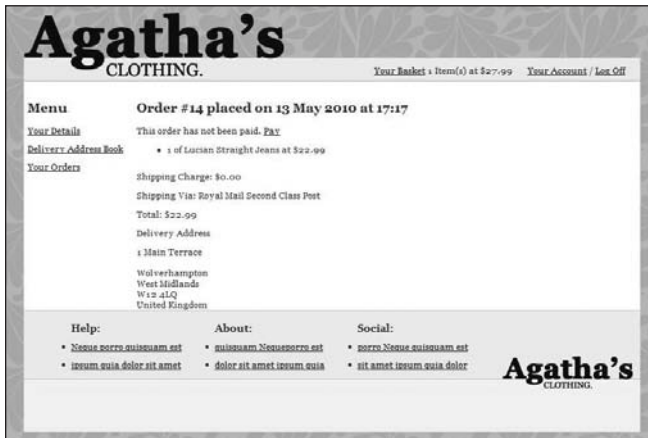 Agatha's
CLOTHING.
Your Basket 1 Item(s) at $27.99 Your Account / Log Off
Menu
Your Details
Delivery Address Book
Your Orders
Order #14 placed on 13 May 2010 at 17:17
This order has not been paid. Pay
• 1 of Lucian Straight Jeans at $22.99
Shipping Charge: $0.00
Shipping Via: Royal Mail Second Class Post
Total: $22.99
Delivery Address
1 Main Terrace
Wolverhampton
West Midlands
W12 4LQ
United Kingdom
Help:
• Neque porro quisquam est
• ipsum quia dolor sit amet
About:
• quisquam Nequeporro est
• dolor sit amet ipsum quia
Social:
• porro Neque quisquam est
• sit amet ipsum quia dolor
Agatha's
CLOTHING.